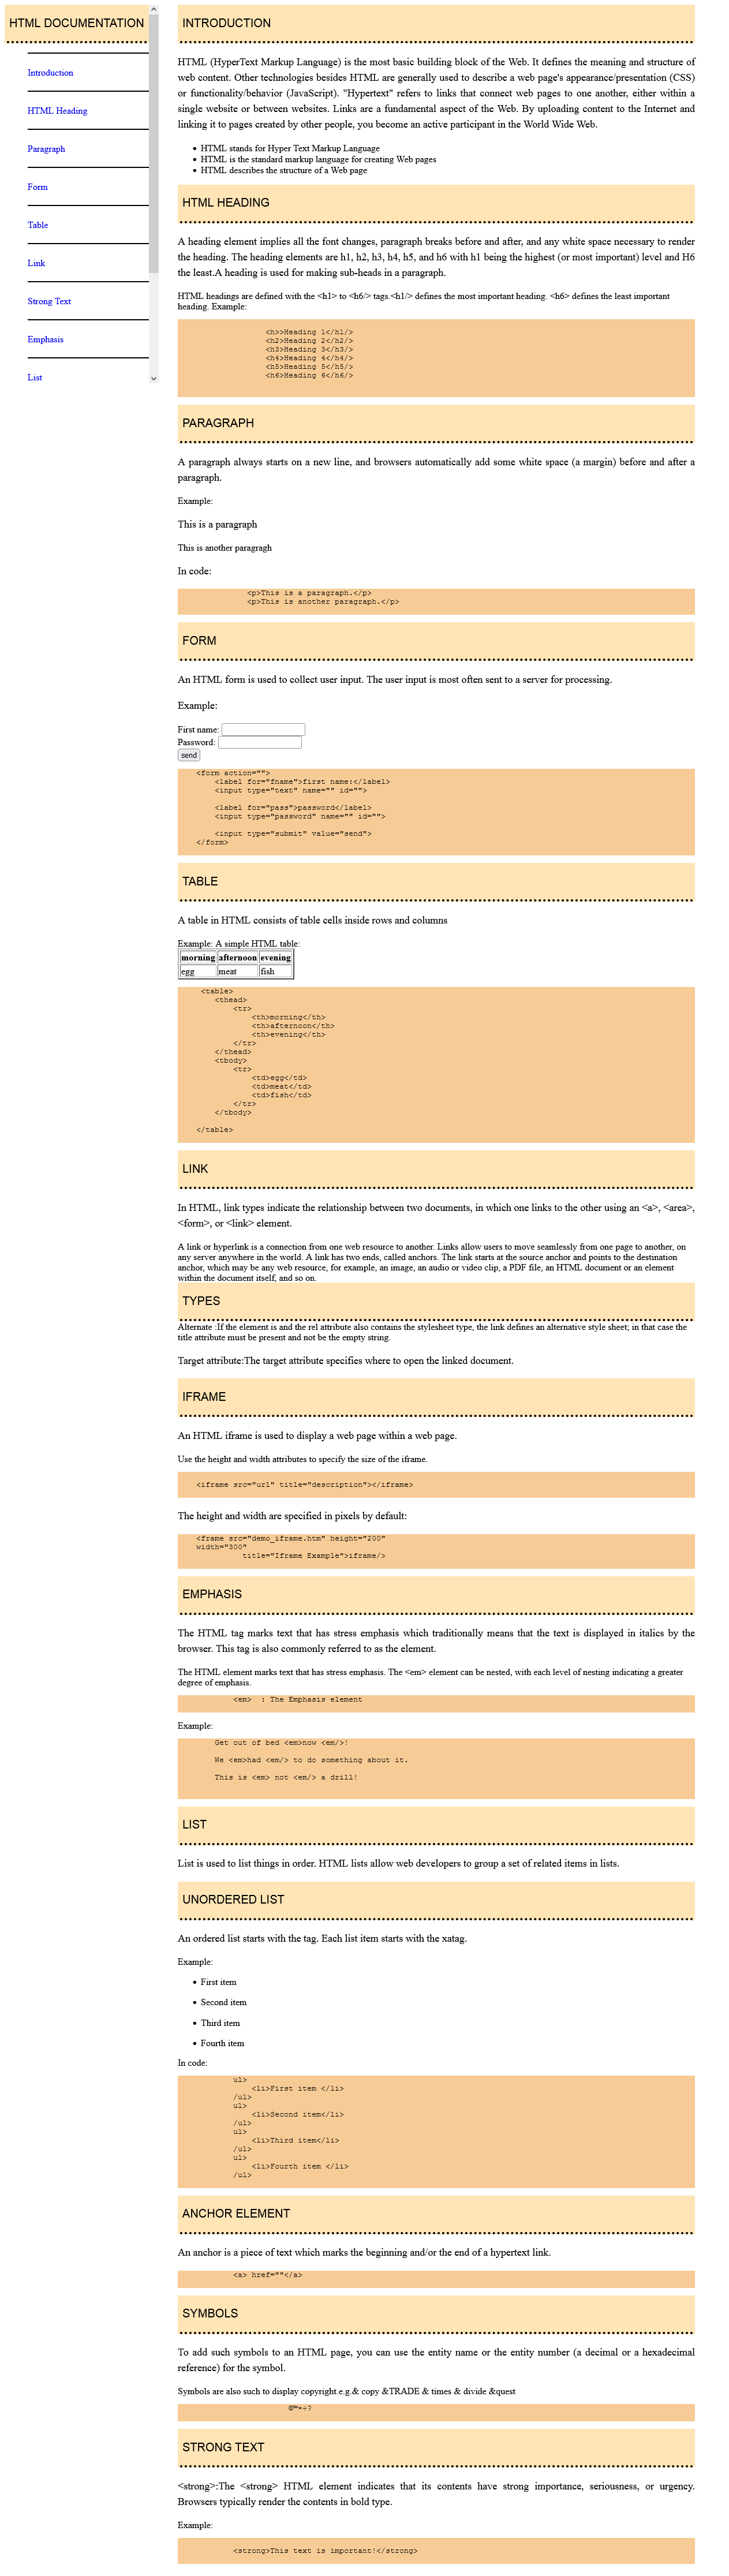 HTML DOCUMENTATION
Introduction
HTML Heading
Paragraph
Form
Table
Link
Strong Text
Emphasis
List
INTRODUCTION
HTML (HyperText Markup Language) is the most basic building block of the Web. It defines the meaning and structure of
web content. Other technologies besides HTML are generally used to describe a web page's appearance/presentation (CSS)
or functionality/behavior (JavaScript). "Hypertext" refers to links that connect web pages to one another, either within a
single website or between websites. Links are a fundamental aspect of the Web. By uploading content to the Internet and
linking it to pages created by other people, you become an active participant in the World Wide Web.
• HTML stands for Hyper Text Markup Language
• HTML is the standard markup language for creating Web pages
• HTML describes the structure of a Web page
HTML HEADING
A heading element implies all the font changes, paragraph breaks before and after, and any white space necessary to render
the heading. The heading elements are h1, h2, h3, h4, h5, and h6 with h1 being the highest (or most important) level and H6
the least.A heading is used for making sub-heads in a paragraph.
HTML headings are defined with the <h1> to <h6/> tags.<h1/> defines the most important heading. <h6> defines the least important
heading. Example:
<h>>Heading 1</h1/>
<h2>Heading 2</h2/>
<h3>Heading 3</h3/>
<h4>Heading 4</h4/>
<h5>Heading 5</h5/>
<h6>Heading 6</h6/>
PARAGRAPH
A paragraph always starts on a new line, and browsers automatically add some white space (a margin) before and after a
paragraph.
Example:
This is a paragraph
This is another paragragh
In code:
<p>This is a paragraph.</p>
<p>This is another paragraph.</p>
FORM
An HTML form is used to collect user input. The user input is most often sent to a server for processing.
Example:
First name:
Password:
send
<form action="">
<label for="fname">first name:</label>
<input type="text" name="" id="">
<label for="pass">password</label>
<input type="password" name="" id="">
<input type="submit" value="send">
</form>
TABLE
A table in HTML consists of table cells inside rows and columns
Example: A simple HTML table:
morning afternoon evening
egg meat fish
<table>
<thead>
<tr>
<th>morning</th>
<th>afternoon</th>
<th>evening</th>
</tr>
</thead>
<tbody>
<tr>
<td>egg</td>
<td>meat</td>
<td>fish</td>
</tr>
</tbody>
</table>
LINK
In HTML, link types indicate the relationship between two documents, in which one links to the other using an <a>, <area>,
<form>, or <link> element.
A link or hyperlink is a connection from one web resource to another. Links allow users to move seamlessly from one page to another, on
any server anywhere in the world. A link has two ends, called anchors. The link starts at the source anchor and points to the destination
anchor, which may be any web resource, for example, an image, an audio or video clip, a PDF file, an HTML document or an element
within the document itself, and so on.
TYPES
Alternate :If the element is and the rel attribute also contains the stylesheet type, the link defines an alternative style sheet; in that case the
title attribute must be present and not be the empty string.
Target attribute:The target attribute specifies where to open the linked document.
IFRAME
An HTML iframe is used to display a web page within a web page.
Use the height and width attributes to specify the size of the iframe.
<iframe src="url" title="description"></iframe>
The height and width are specified in pixels by default:
<frame src="demo_iframe.htm" height="200"
width="300"
title="Iframe Example">iframe/>
EMPHASIS
The HTML tag marks text that has stress emphasis which traditionally means that the text is displayed in italics by the
browser. This tag is also commonly referred to as the element.
The HTML element marks text that has stress emphasis. The <em> element can be nested, with each level of nesting indicating a greater
degree of emphasis.
<em>  : The Emphasis element
Example:
Get out of bed <em>now <em/>!
We <em>had <em/> to do something about it.
This is <em> not <em/> a drill!
LIST
List is used to list things in order. HTML lists allow web developers to group a set of related items in lists.
UNORDERED LIST
An ordered list starts with the tag. Each list item starts with the xatag.
Example:
• First item
• Second item
• Third item
• Fourth item
In code:
ul>
<li>First item </li>
/ul>
ul>
<li>Second item</li>
/ul>
ul>
<li>Third item</li>
/ul>
ul>
<li>Fourth item </li>
/ul>
ANCHOR ELEMENT
An anchor is a piece of text which marks the beginning and/or the end of a hypertext link.
<a> href=""</a>
SYMBOLS
To add such symbols to an HTML page, you can use the entity name or the entity number (a decimal or a hexadecimal
reference) for the symbol.
Symbols are also such to display copyright.e.g.& copy &TRADE & times & divide &quest
©™×÷?
STRONG TEXT
<strong>:The <strong> HTML element indicates that its contents have strong importance, seriousness, or urgency.
Browsers typically render the contents in bold type.
Example:
<strong>This text is important!</strong>